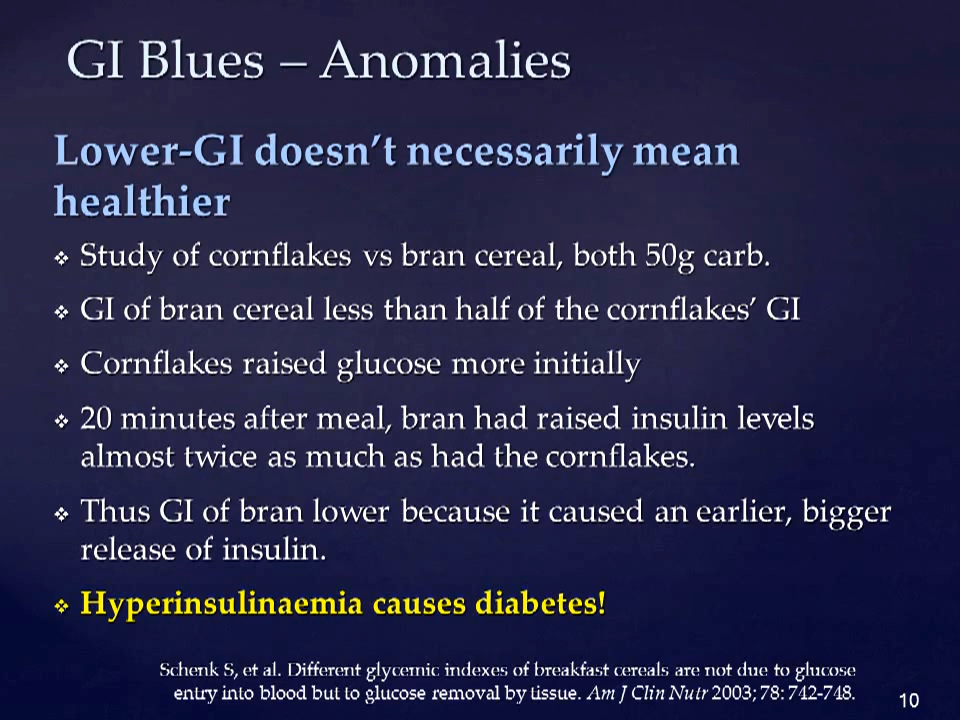 GI Blues – Anomalies
Lower-GI doesn’t necessarily mean
healthier
❖ Study of cornflakes vs bran cereal, both 50g carb.
❖ GI of bran cereal less than half of the cornflakes’ GI
❖ Cornflakes raised glucose more initially
❖ 20 minutes after meal, bran had raised insulin levels
almost twice as much as had the cornflakes.
❖ Thus GI of bran lower because it caused an earlier, bigger
release of insulin.
❖ Hyperinsulinaemia causes diabetes!
Schenk S, et al. Different glycemic indexes of breakfast cereals are not due to glucose
entry into blood but to glucose removal by tissue. Am J Clin Nutr 2003; 78: 742-748.
10